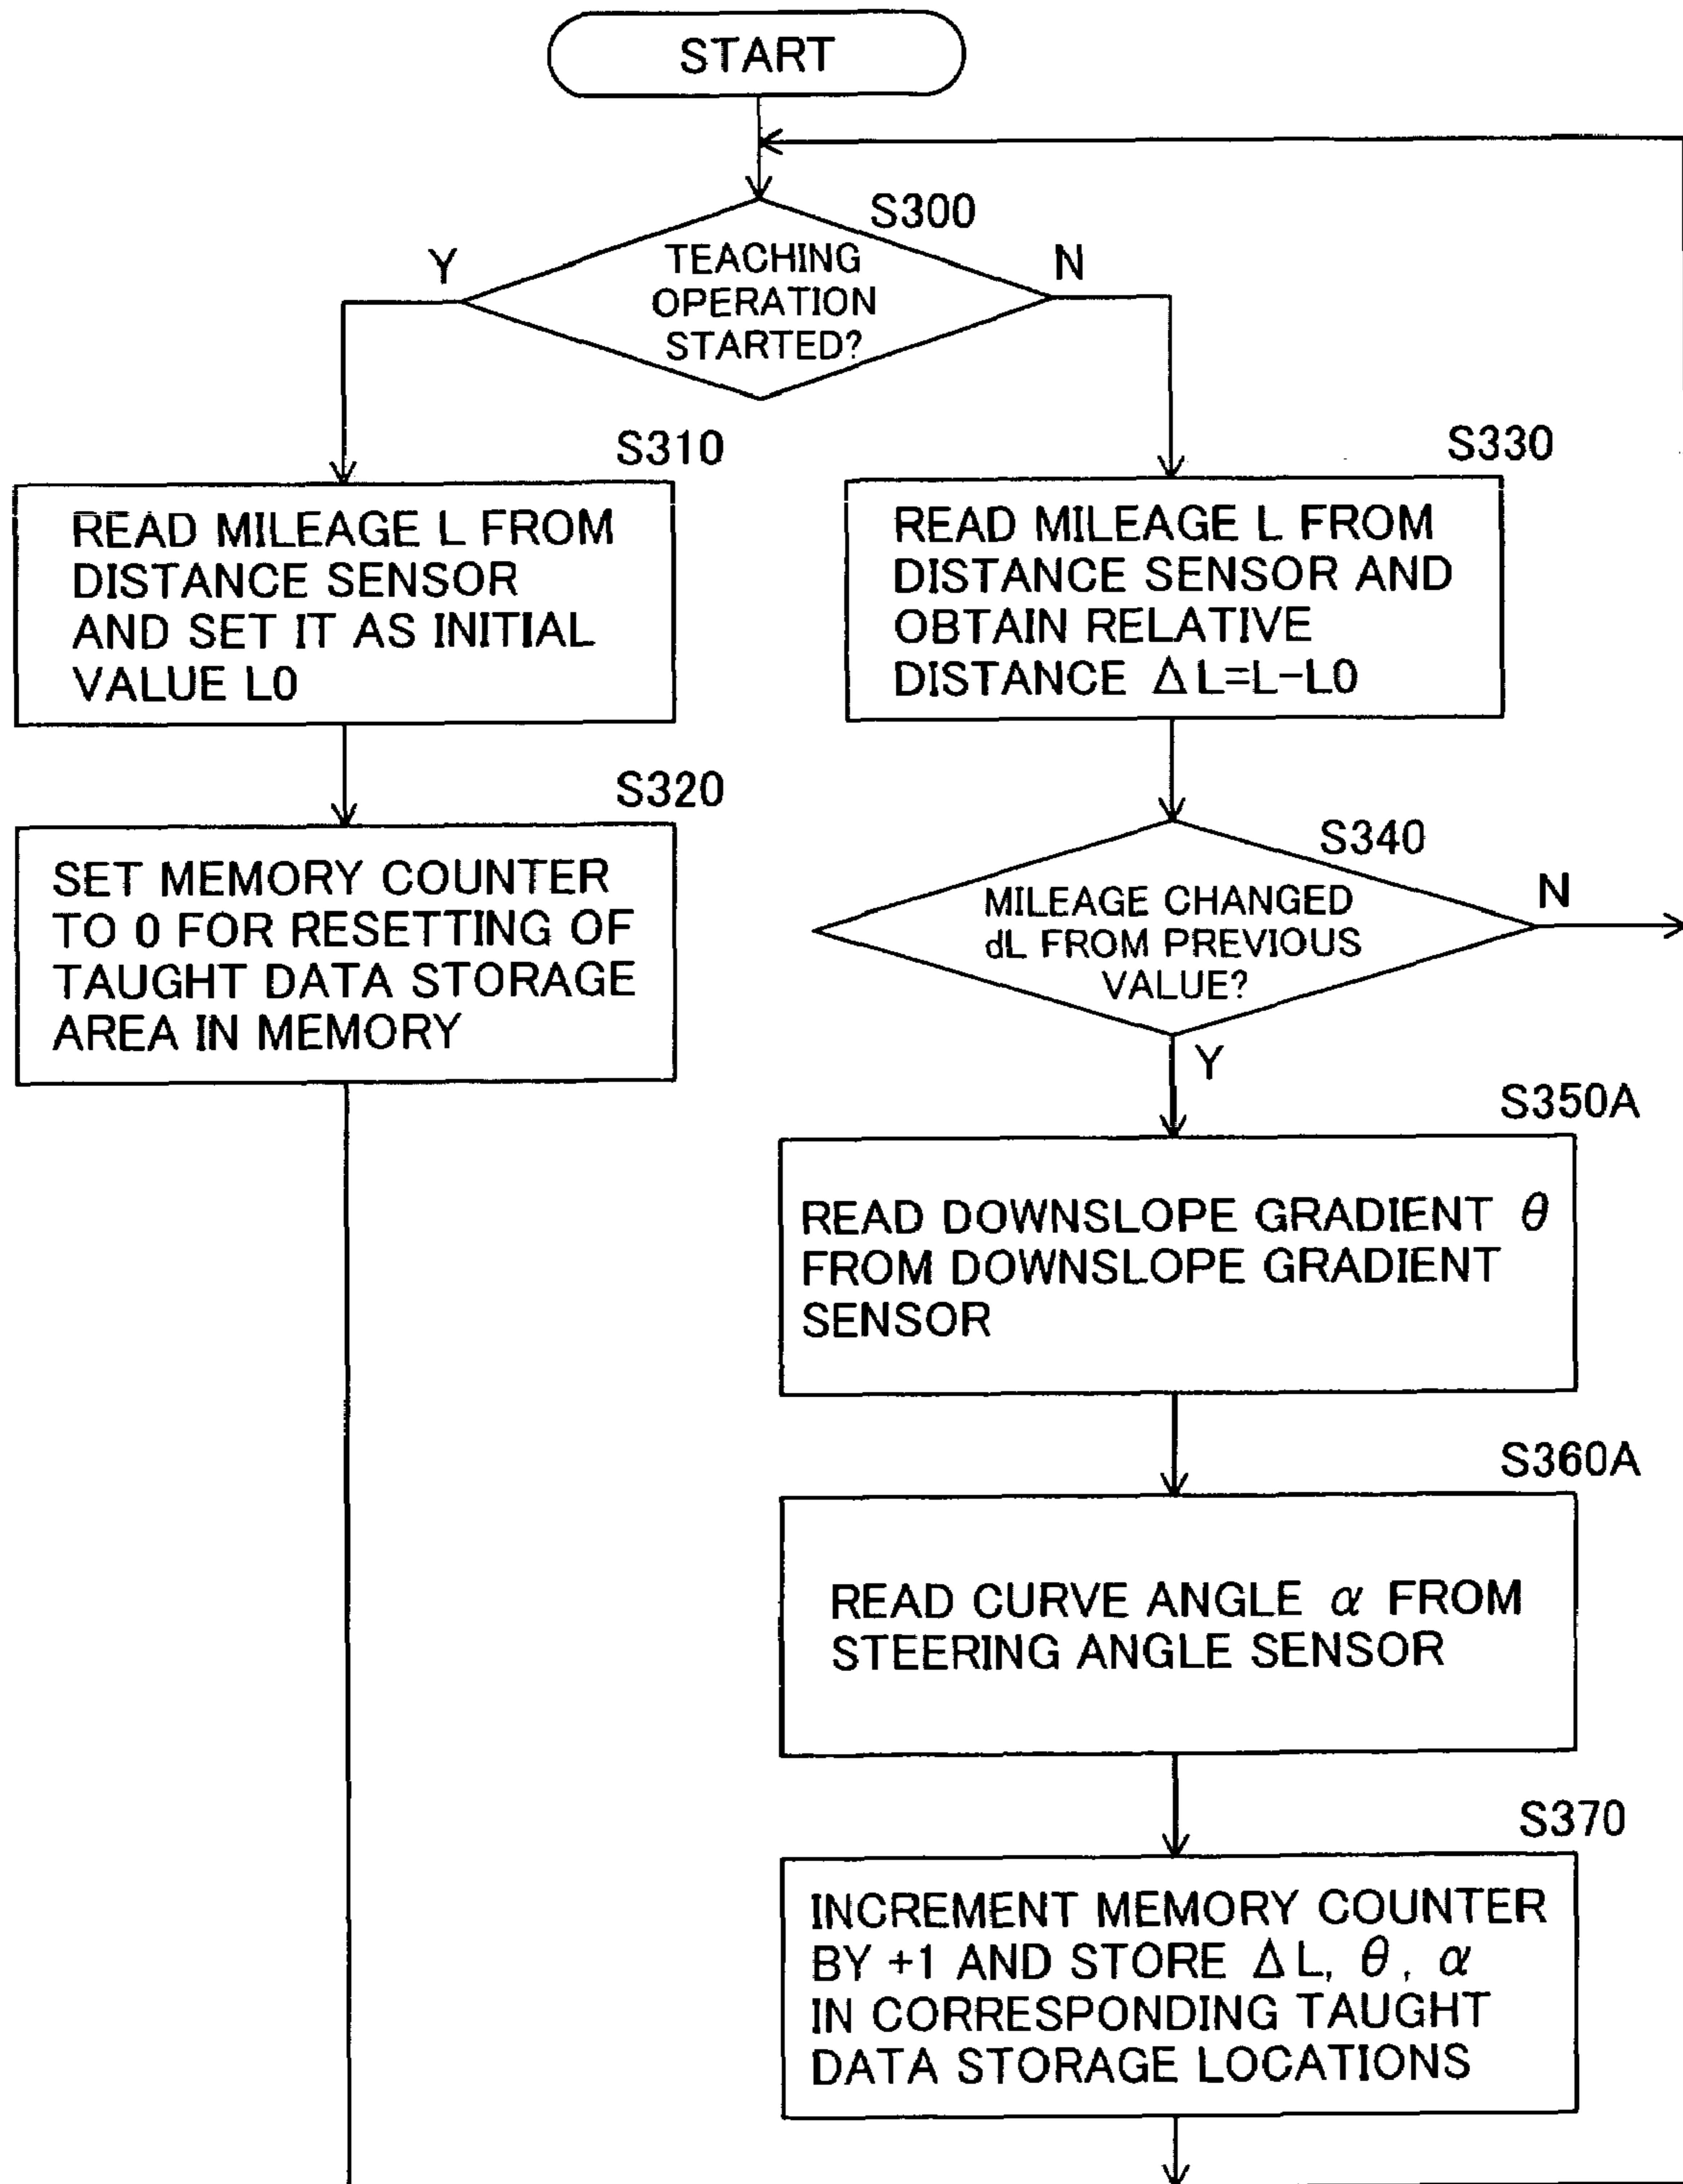 START
S300
Y
N
TEACHING
OPERATION
STARTED?
S310
READ MILEAGE L FROM
DISTANCE SENSOR
AND SET IT AS INITIAL
VALUE L0
S320
SET MEMORY COUNTER
TO 0 FOR RESETTING OF
TAUGHT DATA STORAGE
AREA IN MEMORY
S330
READ MILEAGE L FROM
DISTANCE SENSOR AND
OBTAIN RELATIVE
DISTANCE ΔL=L-L0
S340
MILEAGE CHANGED
dL FROM PREVIOUS
VALUE?
N
Y
S350A
READ DOWNSLOPE GRADIENT θ
FROM DOWNSLOPE GRADIENT
SENSOR
S360A
READ CURVE ANGLE α FROM
STEERING ANGLE SENSOR
S370
INCREMENT MEMORY COUNTER
BY +1 AND STORE ΔL, θ, α
IN CORRESPONDING TAUGHT
DATA STORAGE LOCATIONS